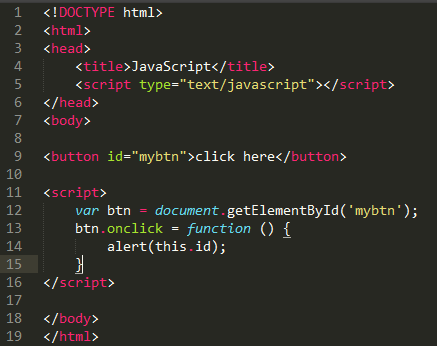 1 <!DOCTYPE html>
2 <html>
3 <head>
4     <title>JavaScript</title>
5     <script type="text/javascript"></script>
6 </head>
7 <body>
8
9 <button id="mybtn">click here</button>
10
11 <script>
12     var btn = document.getElementById('mybtn');
13     btn.onclick = function () {
14         alert(this.id);
15     }
16 </script>
17
18 </body>
19 </html>